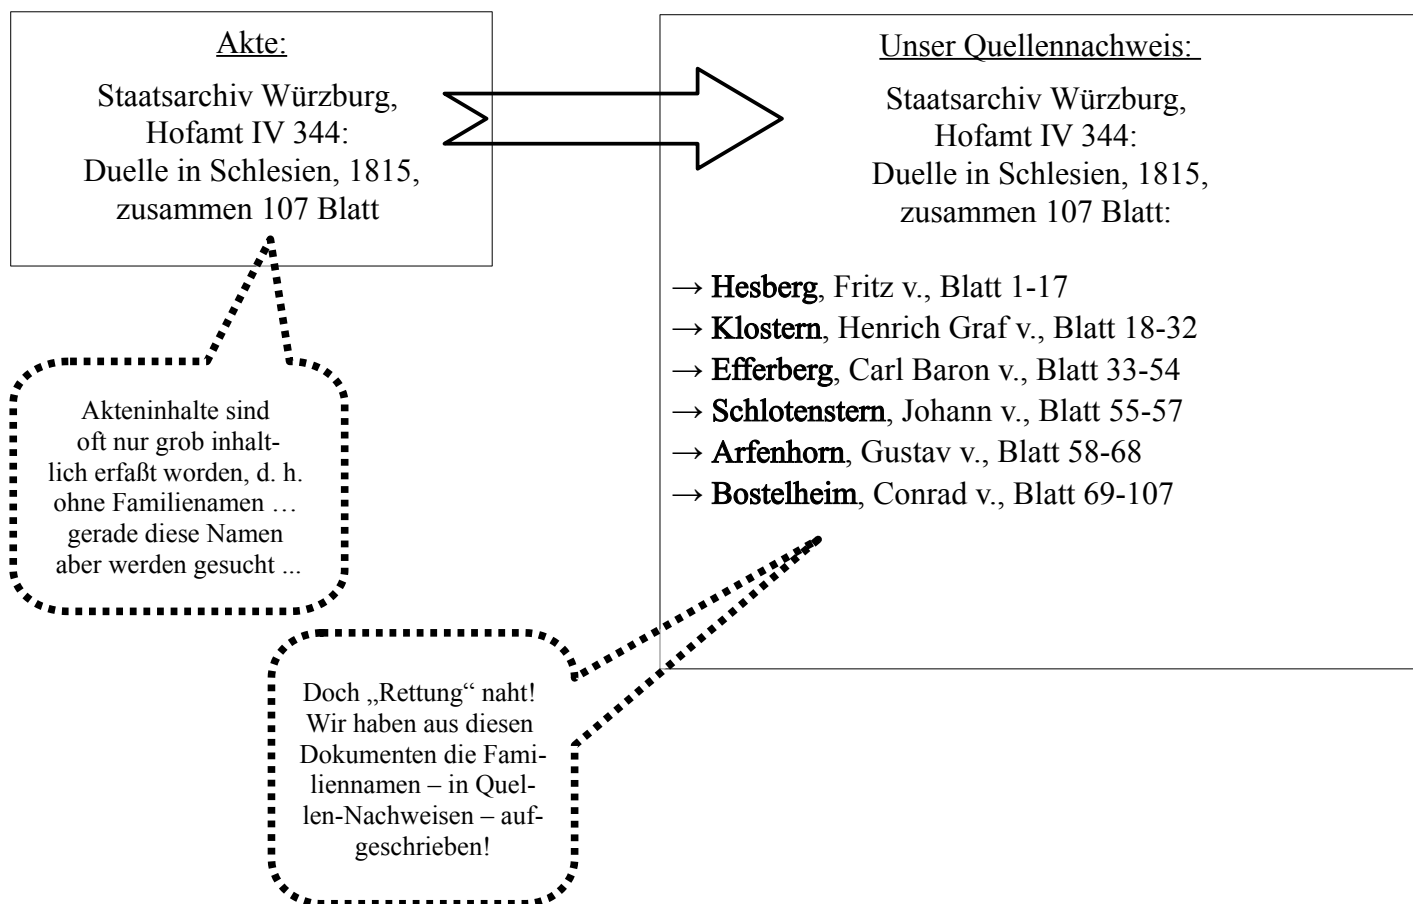 Akte:
Staatsarchiv Würzburg,
Hofamt IV 344:
Duelle in Schlesien, 1815,
zusammen 107 Blatt
Akteninhalte sind
oft nur grob inhalt-
lich erfaßt worden, d. h.
ohne Familienamen …
gerade diese Namen
aber werden gesucht ...
Unser Quellennachweis:
Staatsarchiv Würzburg,
Hofamt IV 344:
Duelle in Schlesien, 1815,
zusammen 107 Blatt:
→ Hesberg, Fritz v., Blatt 1-17
→ Klostern, Henrich Graf v., Blatt 18-32
→ Efferberg, Carl Baron v., Blatt 33-54
→ Schlotenstern, Johann v., Blatt 55-57
→ Arfenhorn, Gustav v., Blatt 58-68
→ Bostelheim, Conrad v., Blatt 69-107
Doch „Rettung“ naht!
Wir haben aus diesen
Dokumenten die Fami-
liennamen – in Quel-
len-Nachweisen – auf-
geschrieben!